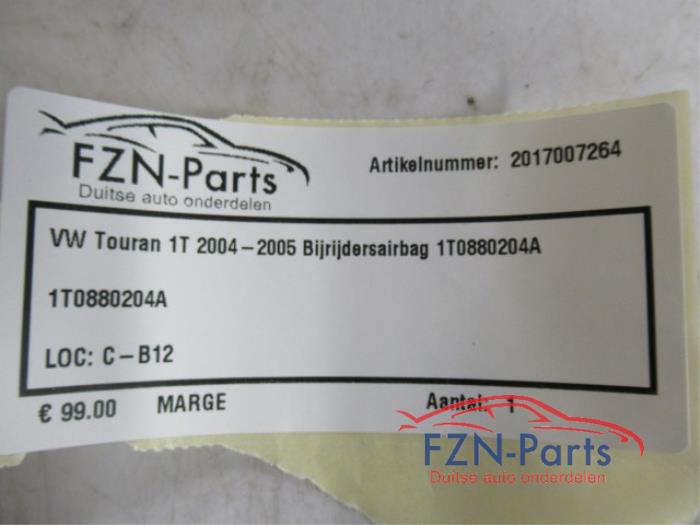 FZN-Parts
Duitse auto onderdelen
Artikelnummer: 2017007264
VW Touran 1T 2004-2005 Bijrijdersairbag 1T0880204A
1T0880204A
LOC: C-B12
€ 99.00 MARGE Aantal: 1
FZN-Parts
Duitse auto onderdelen